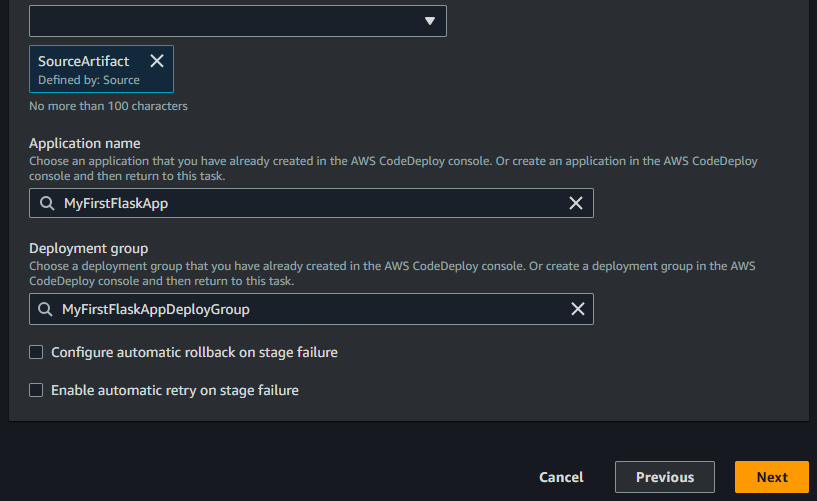 SourceArtifact
Defined by: Source
No more than 100 characters
Application name
Choose an application that you have already created in the AWS CodeDeploy console. Or create an application in the AWS CodeDeploy
console and then return to this task.
MyFirstFlaskApp
Deployment group
Choose a deployment group that you have already created in the AWS CodeDeploy console. Or create a deployment group in the AWS
CodeDeploy console and then return to this task.
MyFirstFlaskAppDeployGroup
Configure automatic rollback on stage failure
Enable automatic retry on stage failure
Cancel
Previous
Next